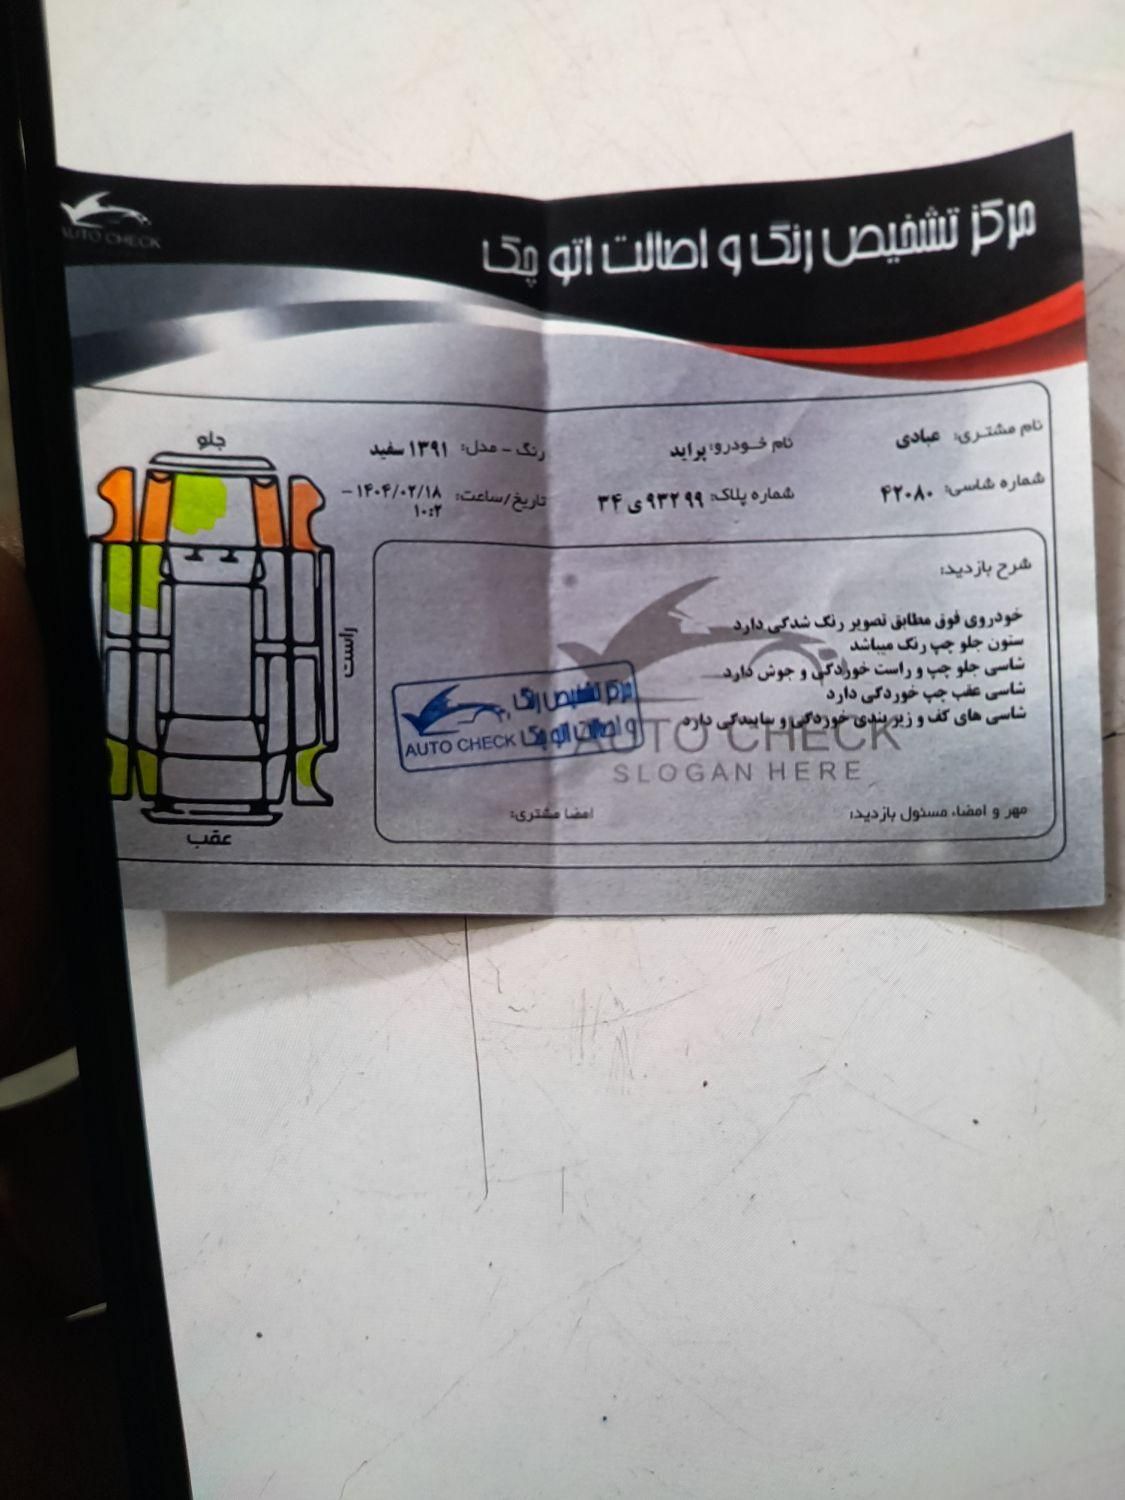 مرکز تشخیص رنگ و اصالت اتو چک
AUTO CHECK
نام مشتری: عبادی
نام خودرو: پراید
رنگ - مدل: ۱۳۹۱ سفید
شماره شاسی: ۴۲۰۸۰
شماره پلاک: ۹۹ ۹۳۲ی ۳۴
تاریخ/ساعت: ۱۴۰۴/۰۲/۱۸ - ۱۰:۲
جلو
راست
عقب
شرح بازدید:
خودروی فوق مطابق تصویر رنگ شدگی دارد
ستون جلو چپ رنگ میباشد
شاسی جلو چپ و راست خوردگی و جوش دارد
شاسی عقب چپ خوردگی دارد
شاسی های کف و زیر بندی خوردگی و ساییدگی دارد
AUTO CHECK
SLOGAN HERE
مرکز تشخیص رنگ
و اصالت اتو چک
AUTO CHECK
مهر و امضاء مسئول بازدید:
امضا مشتری: